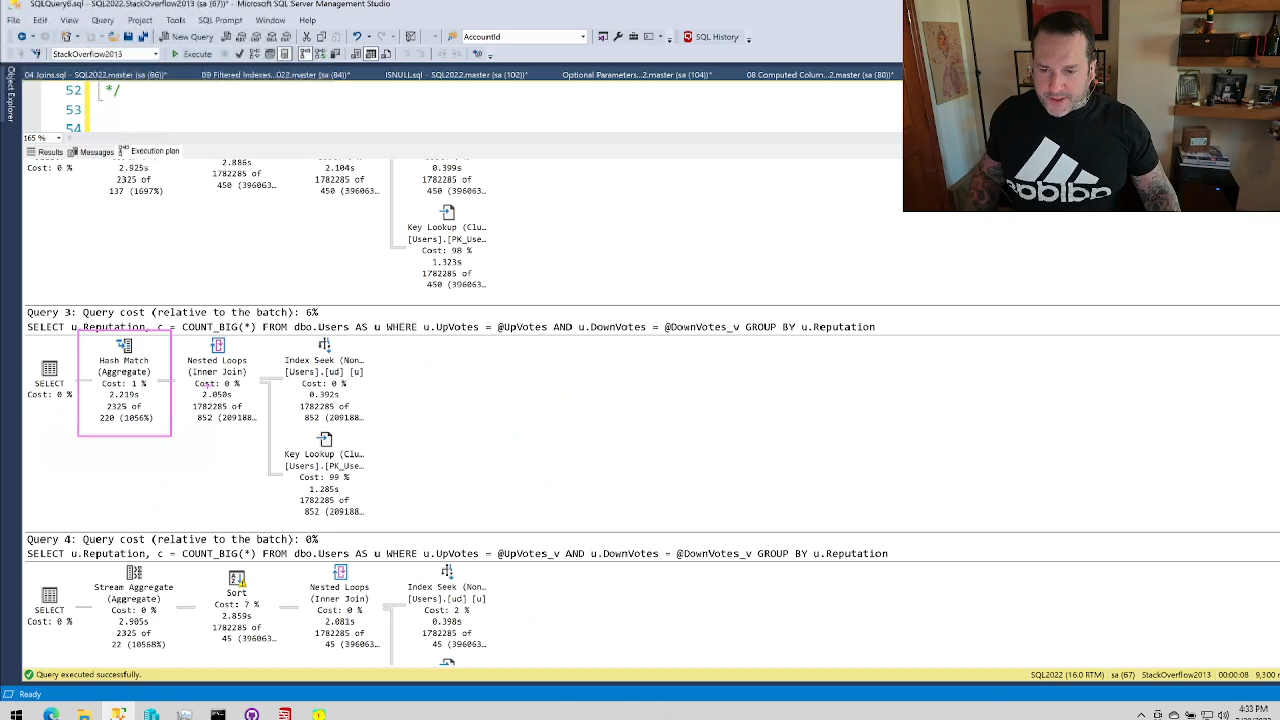 SQLQuery6.sql - SQL2022.StackOverflow2013 (sa (67))* - Microsoft SQL Server Management Studio
File Edit View Query Project Tools SQL Prompt Window Help
New Query AccountId SQL History
StackOverflow2013 Execute
04 Joins.sql - SQL2022.master (sa (66))* 09 Filtered Indexes...022.master (sa (84))* ISNULL.sql - SQL2022.master (sa (102))* Optional Parameters...2.master (sa (104))* 08 Computed Colum...2.master (sa (80))*
Object Explorer
52 */
53
54
165 %
Results Messages Execution plan
Cost: 0 % 2.925s 2.886s 2.104s 0.399s
2325 of 1782285 of 1782285 of 1782285 of
137 (1697%) 450 (396063… 450 (396063… 450 (396063…
Key Lookup (Clu…
[Users].[PK_Use…
Cost: 98 %
1.323s
1782285 of
450 (396063…
Query 3: Query cost (relative to the batch): 6%
SELECT u.Reputation, c = COUNT_BIG(*) FROM dbo.Users AS u WHERE u.UpVotes = @UpVotes AND u.DownVotes = @DownVotes_v GROUP BY u.Reputation
SELECT
Cost: 0 %
Hash Match
(Aggregate)
Cost: 1 %
2.219s
2325 of
220 (1056%)
Nested Loops
(Inner Join)
Cost: 0 %
2.050s
1782285 of
852 (209188…
Index Seek (Non…
[Users].[ud] [u]
Cost: 0 %
0.392s
1782285 of
852 (209188…
Key Lookup (Clu…
[Users].[PK_Use…
Cost: 99 %
1.285s
1782285 of
852 (209188…
Query 4: Query cost (relative to the batch): 0%
SELECT u.Reputation, c = COUNT_BIG(*) FROM dbo.Users AS u WHERE u.UpVotes = @UpVotes_v AND u.DownVotes = @DownVotes_v GROUP BY u.Reputation
SELECT
Cost: 0 %
Stream Aggregate
(Aggregate)
Cost: 0 %
2.905s
2325 of
22 (10568%)
Sort
Cost: 7 %
2.859s
1782285 of
45 (396063…
Nested Loops
(Inner Join)
Cost: 0 %
2.081s
1782285 of
45 (396063…
Index Seek (Non…
[Users].[ud] [u]
Cost: 2 %
0.398s
1782285 of
45 (396063…
Query executed successfully. SQL2022 (16.0 RTM) sa (67) StackOverflow2013 00:00:08
Ready
4:33 PM
adidas